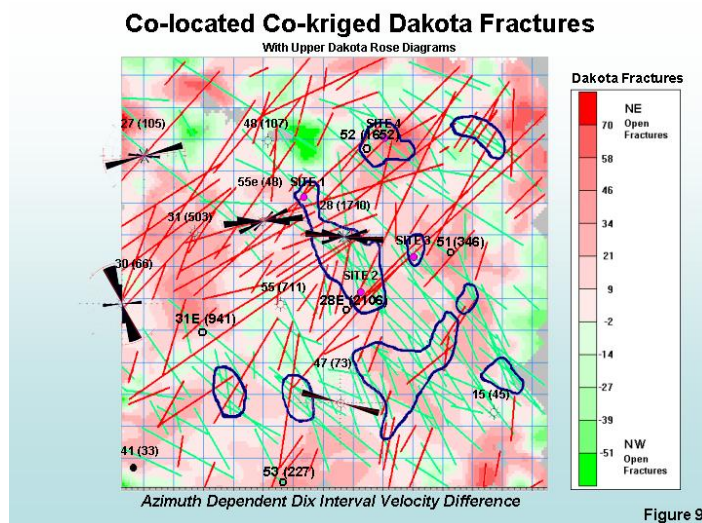 Co-located Co-kriged Dakota Fractures
With Upper Dakota Rose Diagrams
Dakota Fractures
NE
Open
Fractures
70
58
46
34
21
9
-2
-14
-27
-39
-51
NW
Open
Fractures
27 (105)
48 (107)
SITE 4
52 (1652)
55e (48)
SITE 1
28 (1710)
31 (503)
SITE 3
51 (346)
30 (66)
SITE 2
55 (711)
28E (2106)
31E (941)
47 (73)
15 (45)
41 (33)
53 (227)
Azimuth Dependent Dix Interval Velocity Difference
Figure 9